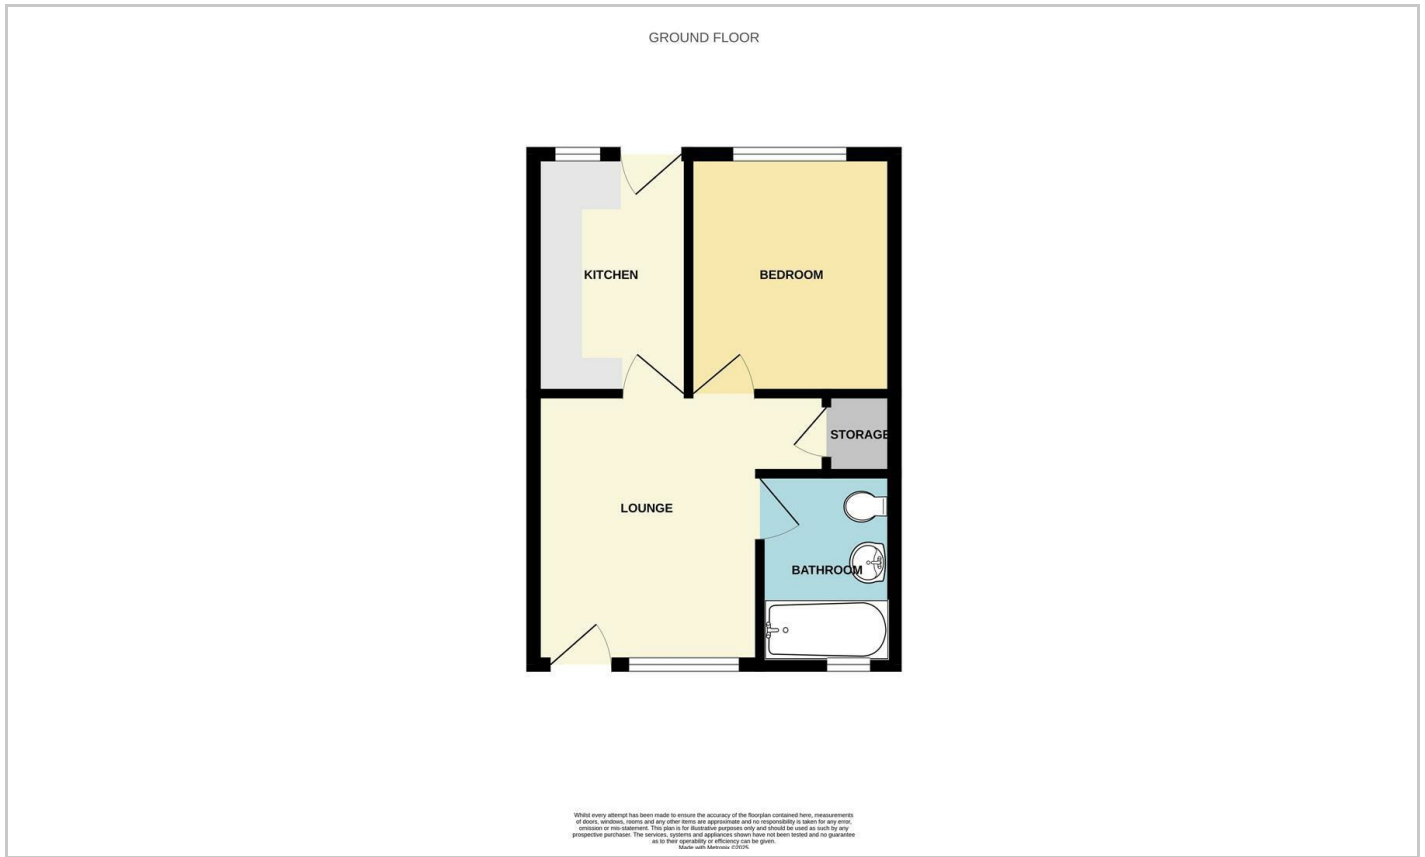 GROUND FLOOR
KITCHEN
BEDROOM
STORAGE
LOUNGE
BATHROOM
Whilst every attempt has been made to ensure the accuracy of the floorplan contained here, measurements
of doors, windows, rooms and any other items are approximate and no responsibility is taken for any error,
omission or mis-statement. This plan is for illustrative purposes only and should be used as such by any
prospective purchaser. The services, systems and appliances shown have not been tested and no guarantee
as to their operability or efficiency can be given.
Made with Metropix ©2025